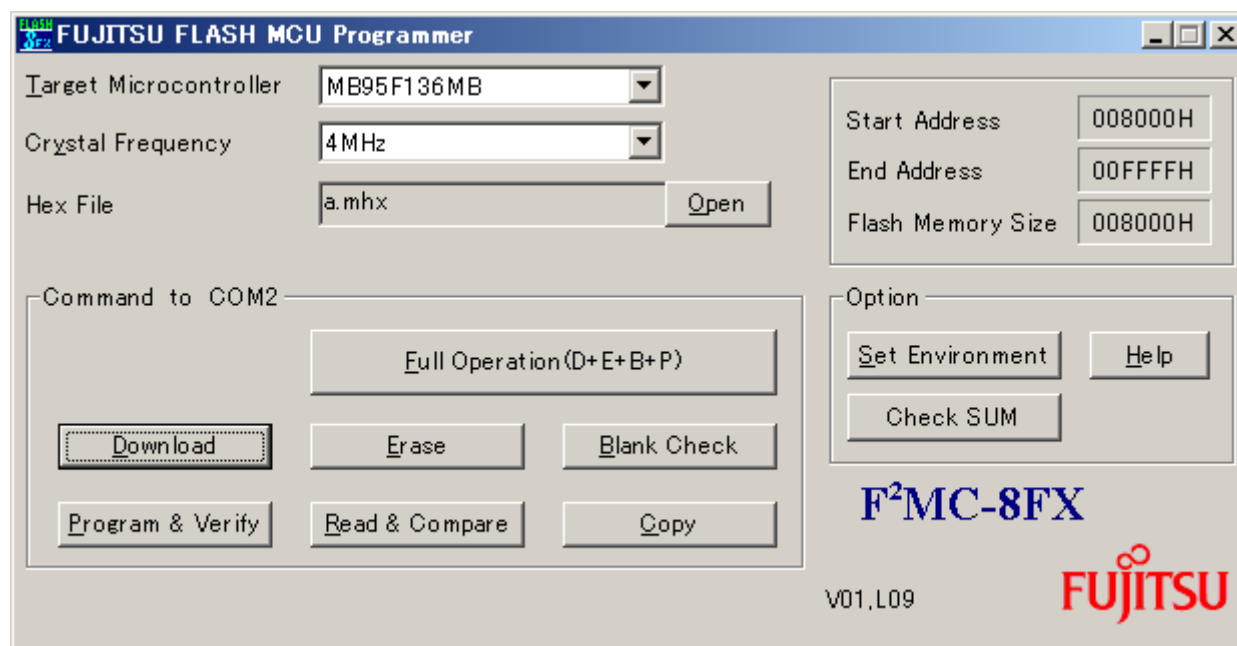 FLASH 8FX FUJITSU FLASH MCU Programmer
Target Microcontroller MB95F136MB
Crystal Frequency 4MHz
Hex File a.mhx Open
Start Address 008000H
End Address 00FFFFH
Flash Memory Size 008000H
Command to COM2
Full Operation(D+E+B+P)
Download Erase Blank Check
Program & Verify Read & Compare Copy
Option
Set Environment Help
Check SUM
F²MC-8FX
V01,L09
FUJITSU